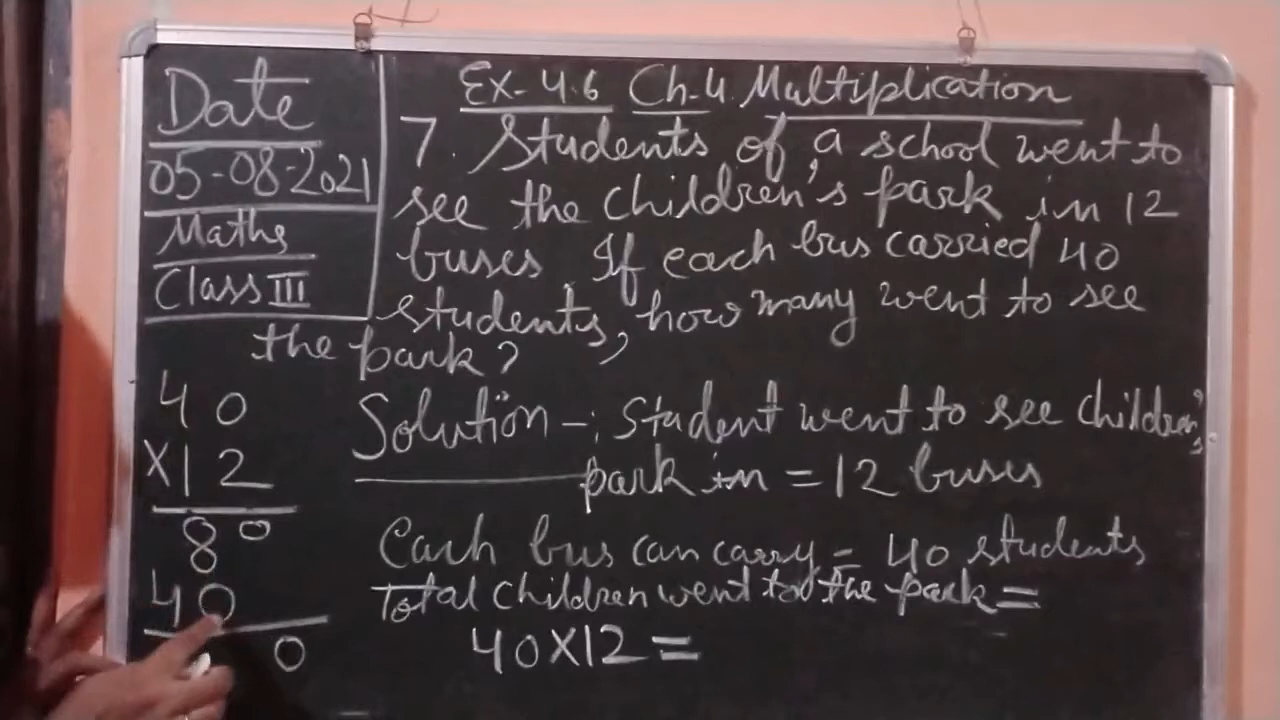 Date
05-08-2021
Maths
Class III
Ex-4.6 Ch-4. Multiplication
7. Students of a school went to
see the children's park in 12
buses. If each bus carried 40
students, how many went to see
the park?
40
X12
80
40
0
Solution -: Student went to see children's
park in = 12 buses
Each bus can carry = 40 students
Total children went to the park =
40X12 =